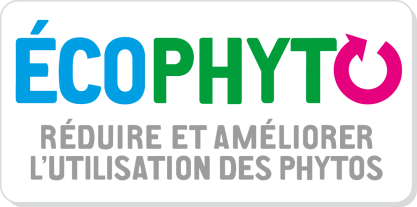 ÉCOPHYTO
RÉDUIRE ET AMÉLIORER
L'UTILISATION DES PHYTOS